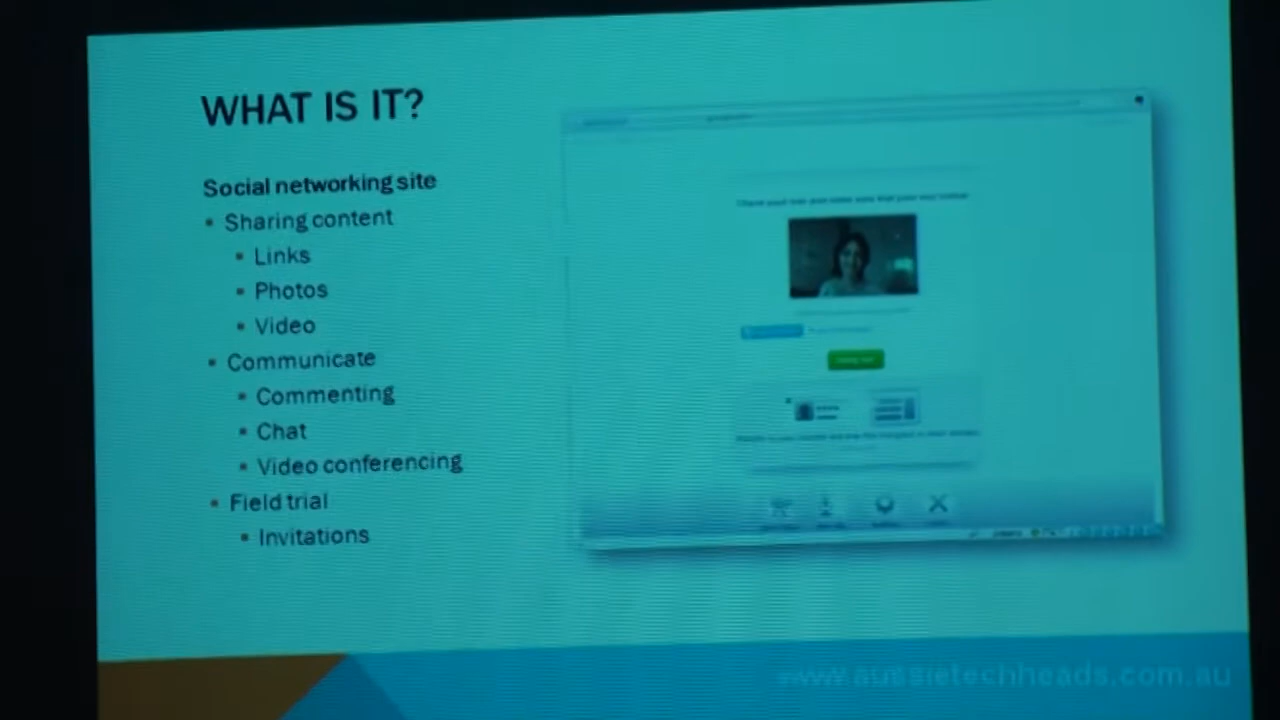 WHAT IS IT?
Social networking site
▪ Sharing content
▪ Links
▪ Photos
▪ Video
▪ Communicate
▪ Commenting
▪ Chat
▪ Video conferencing
▪ Field trial
▪ Invitations
www.aussietechheads.com.au